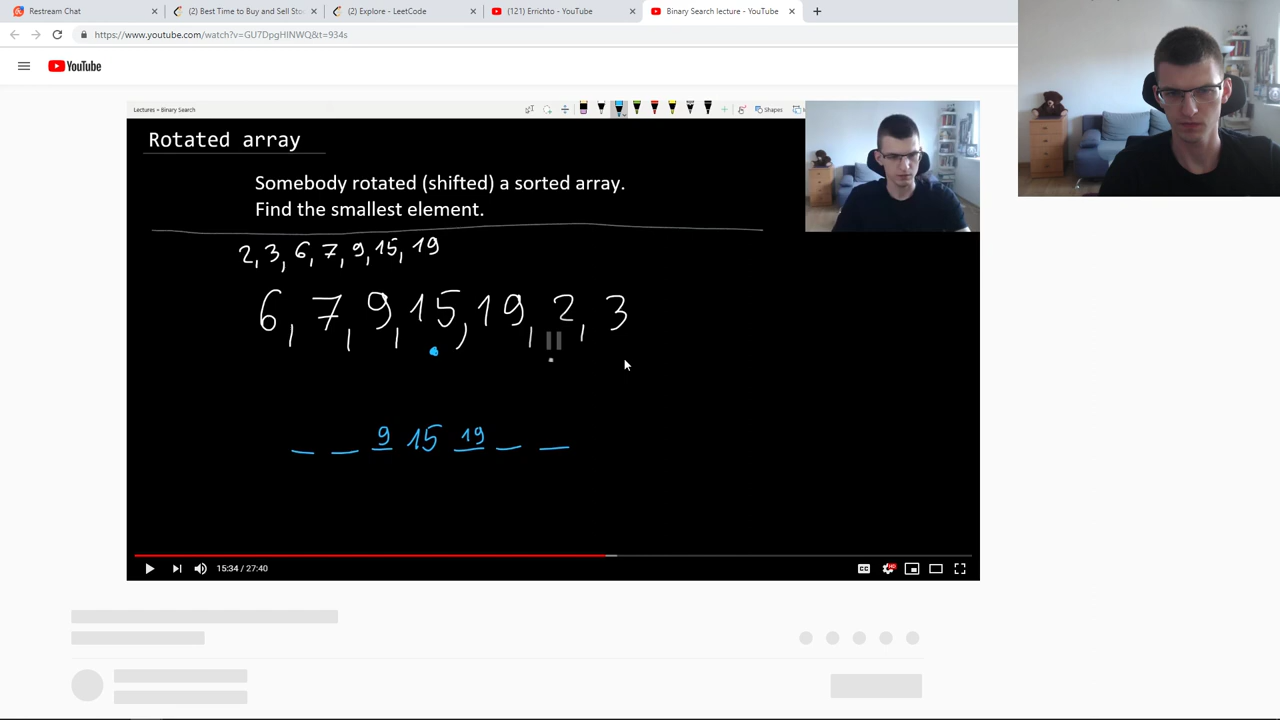 Restream Chat
(2) Best Time to Buy and Sell Sto
(2) Explore - LeetCode
(121) Errichto - YouTube
Binary Search lecture - YouTube
https://www.youtube.com/watch?v=GU7DpgHINWQ&t=934s
YouTube
Lectures • Binary Search
Shapes
Rotated array
Somebody rotated (shifted) a sorted array.
Find the smallest element.
2, 3, 6, 7, 9, 15, 19
6, 7, 9, 15, 19, 2, 3
9 15 19
15:34 / 27:40
CC
HD